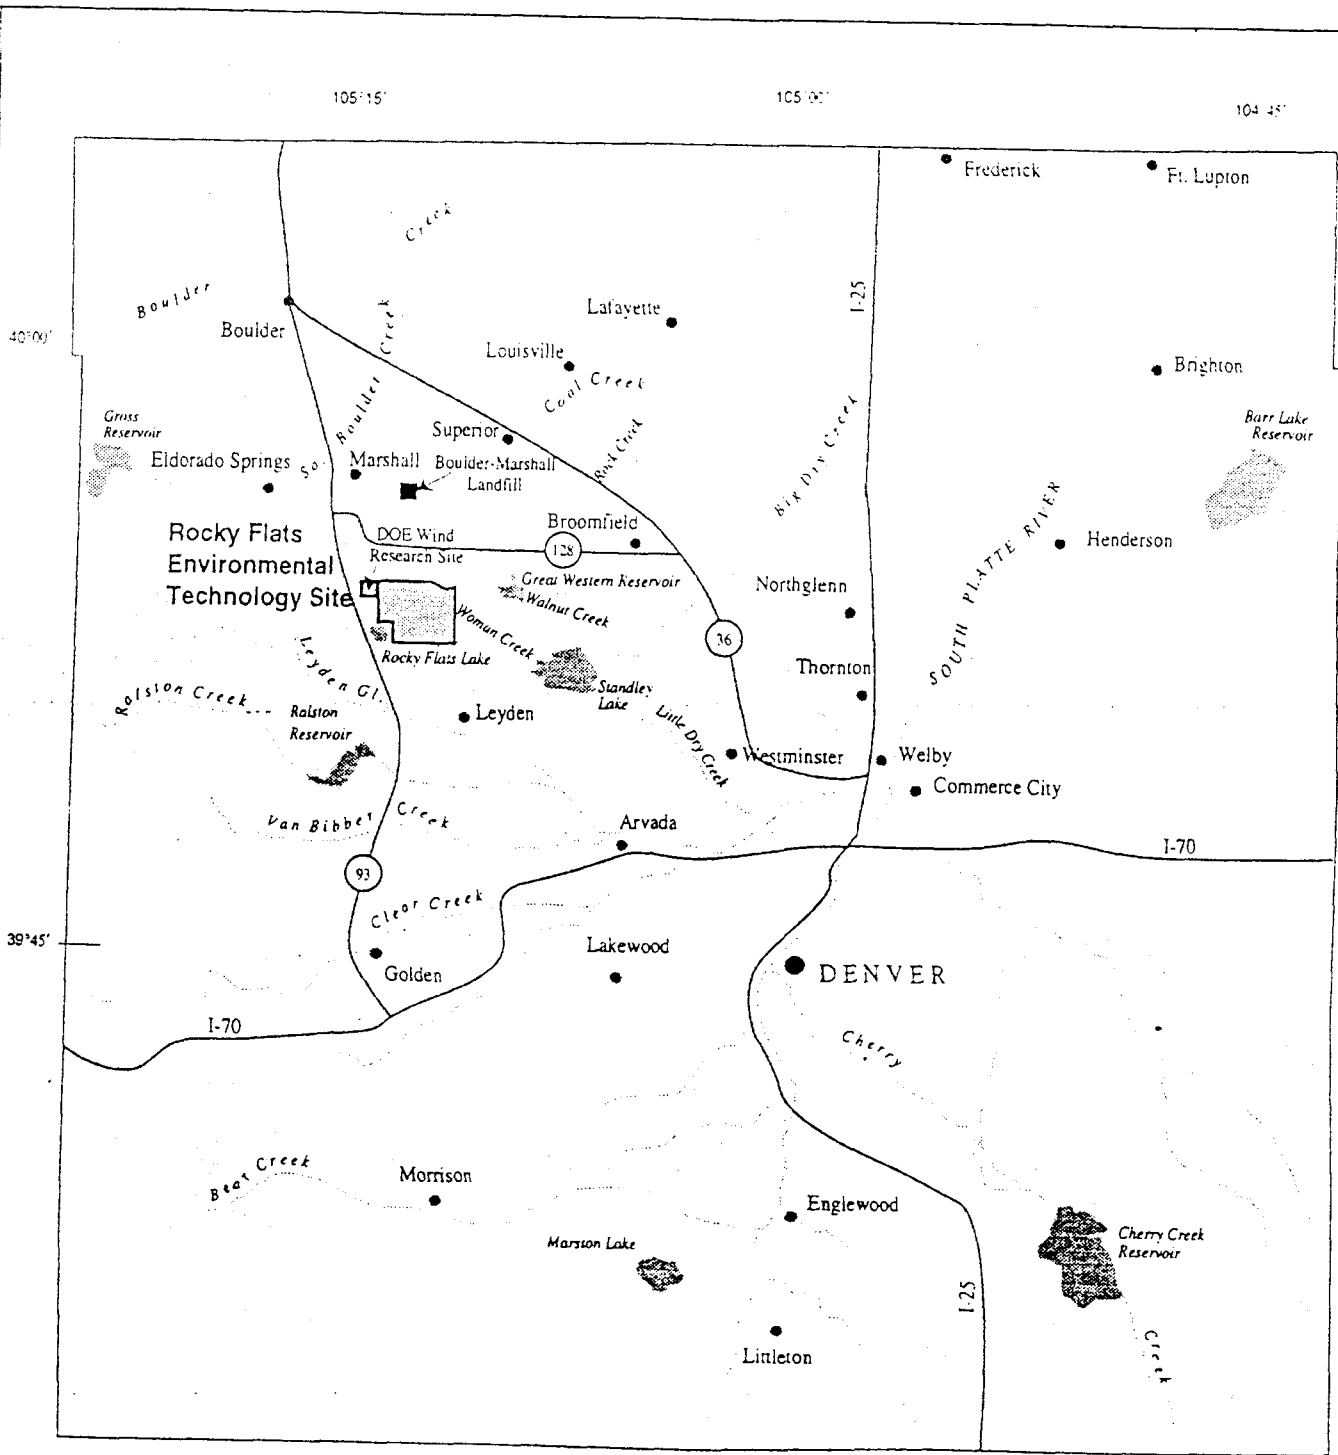 105°15'
105°00'
104°45'
Frederick
Ft. Lupton
Creek
Boulder
I-25
Lafayette
Boulder
40°00'
So. Boulder Creek
Louisville
Coal Creek
Brighton
Gross
Reservoir
Superior
Rock Creek
Big Dry Creek
Barr Lake
Reservoir
Eldorado Springs
Marshall
Boulder-Marshall
Landfill
SOUTH PLATTE RIVER
Rocky Flats
Environmental
Technology Site
DOE Wind
Research Site
Broomfield
128
Henderson
Great Western Reservoir
Walnut Creek
Northglenn
Woman Creek
36
Rocky Flats Lake
Leyden Gl.
Thornton
Standley
Lake
Ralston Creek
Ralston
Reservoir
Leyden
Little Dry Creek
Westminster
Welby
Commerce City
Van Bibber Creek
Arvada
I-70
93
Clear Creek
39°45'
Golden
Lakewood
DENVER
I-70
Cherry
Bear Creek
Morrison
Englewood
Marston Lake
Cherry Creek
Reservoir
I-25
Littleton
Creek